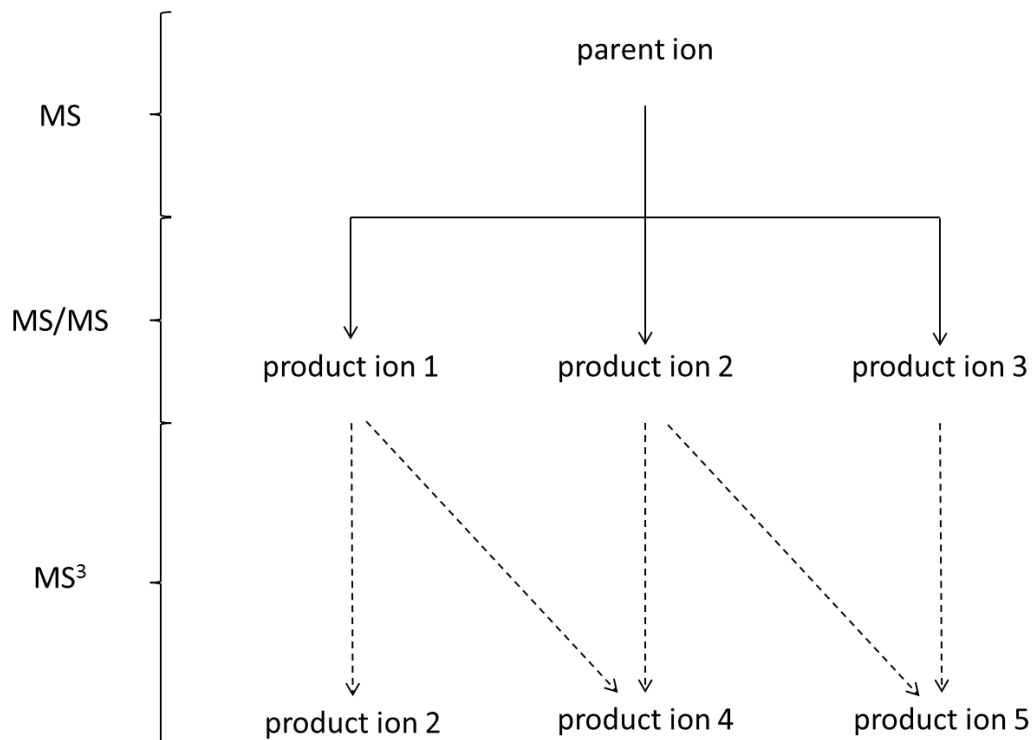 parent ion
MS
MS/MS
product ion 1
product ion 2
product ion 3
MS³
product ion 2
product ion 4
product ion 5